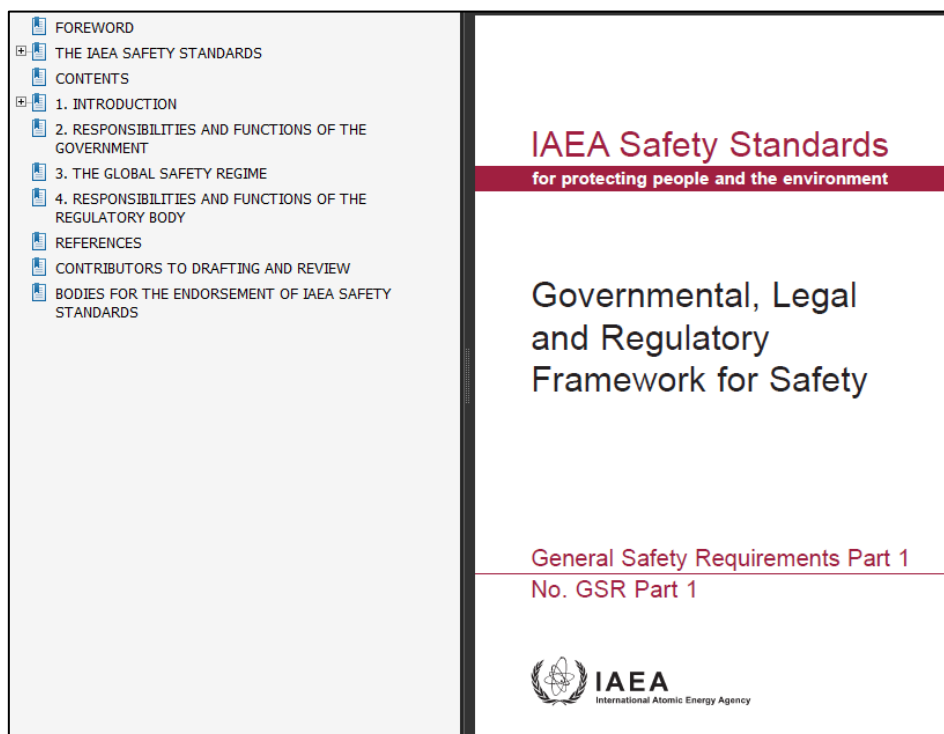 FOREWORD
THE IAEA SAFETY STANDARDS
CONTENTS
1. INTRODUCTION
2. RESPONSIBILITIES AND FUNCTIONS OF THE
GOVERNMENT
3. THE GLOBAL SAFETY REGIME
4. RESPONSIBILITIES AND FUNCTIONS OF THE
REGULATORY BODY
REFERENCES
CONTRIBUTORS TO DRAFTING AND REVIEW
BODIES FOR THE ENDORSEMENT OF IAEA SAFETY
STANDARDS
IAEA Safety Standards
for protecting people and the environment
Governmental, Legal
and Regulatory
Framework for Safety
General Safety Requirements Part 1
No. GSR Part 1
IAEA
International Atomic Energy Agency